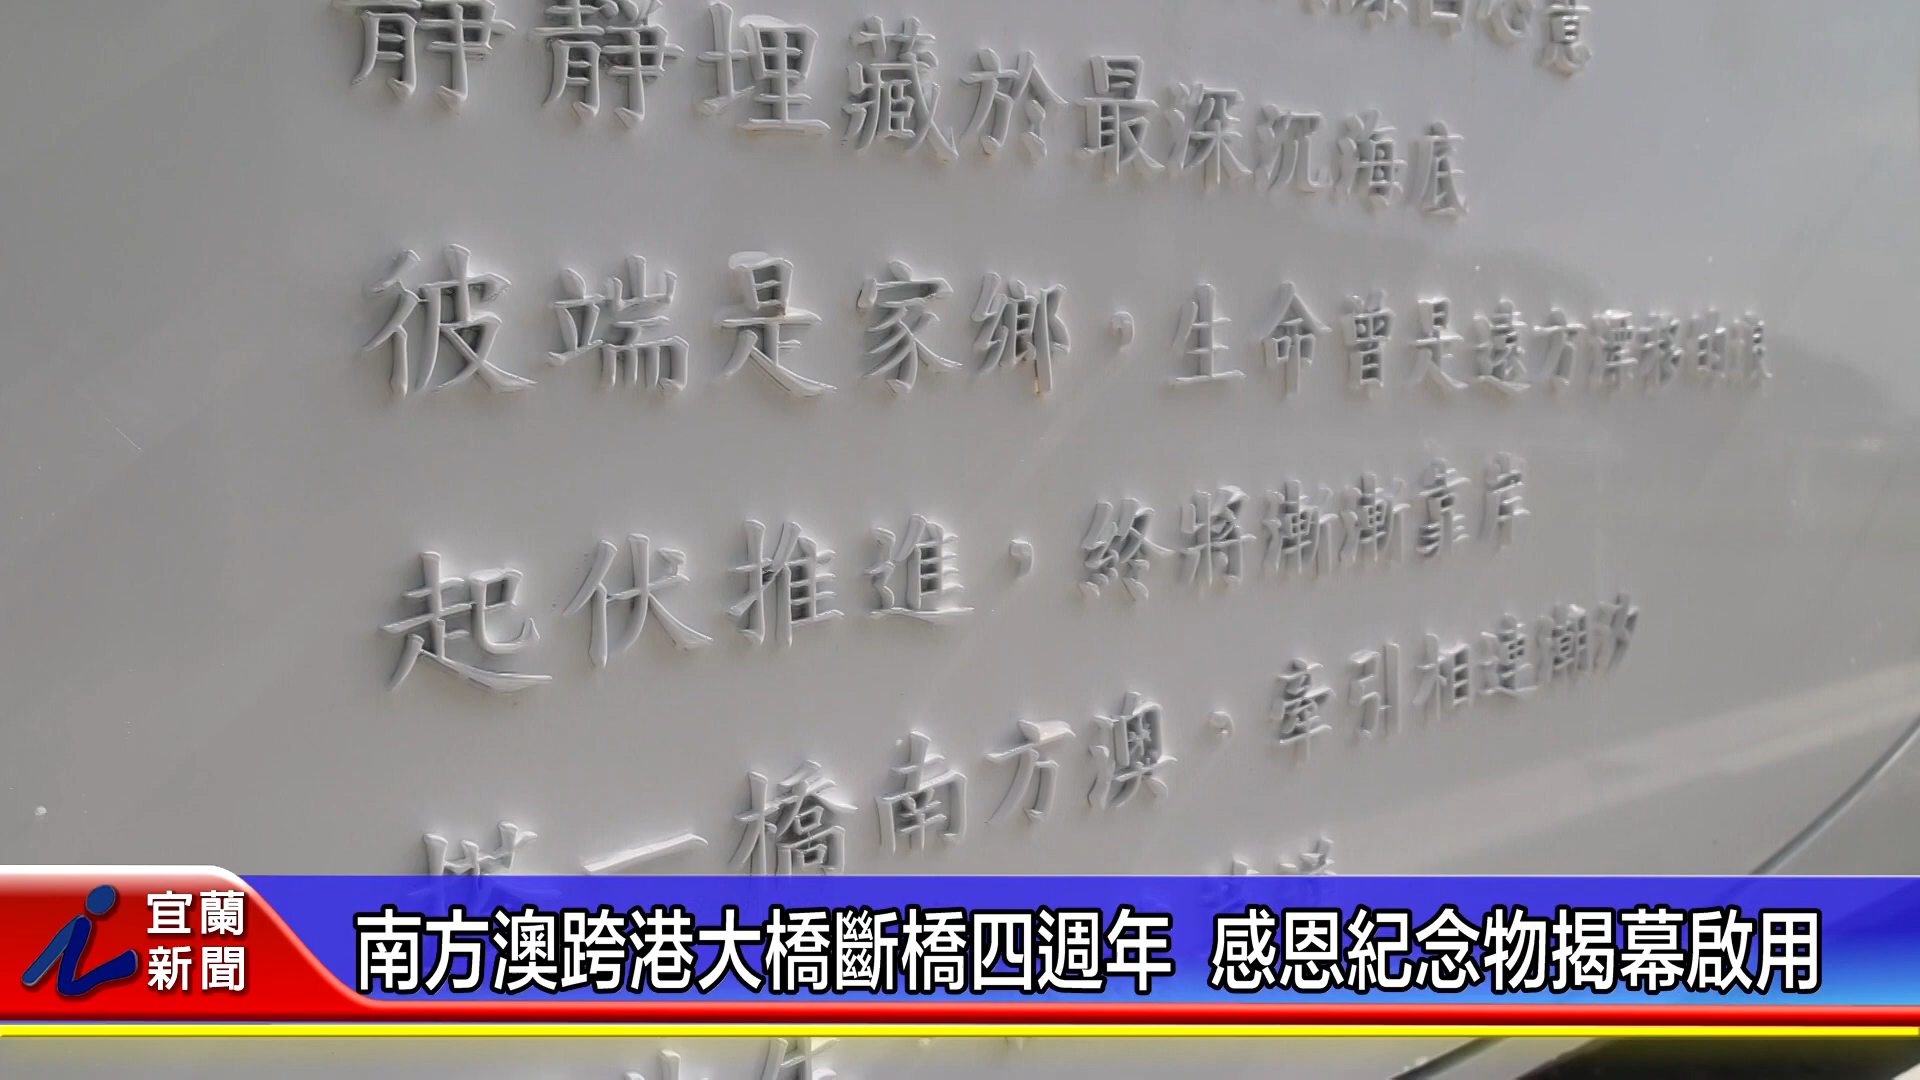 靜靜埋藏於最深沉海底
彼端是家鄉，生命曾是遠方漂移的浪
起伏推進，終將漸漸靠岸
一橋南方澳，牽引相連潮汐
宜蘭
新聞
南方澳跨港大橋斷橋四週年 感恩紀念物揭幕啟用